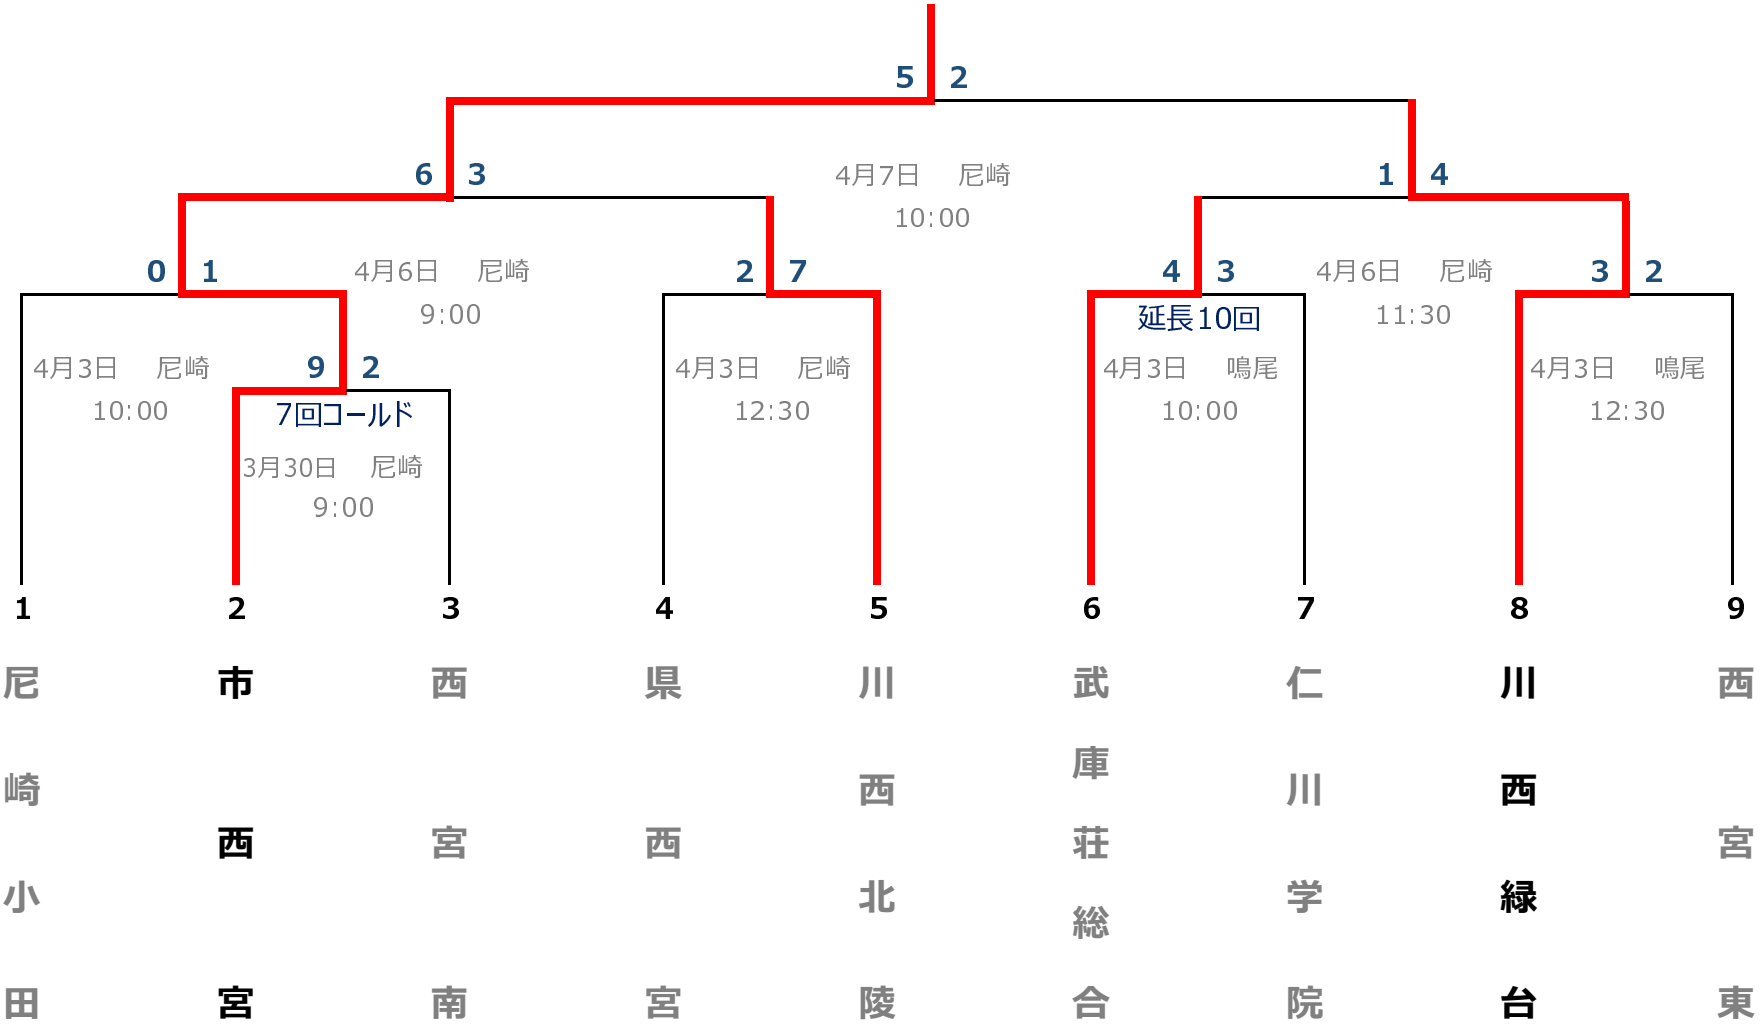 5 2
6 3
4月7日 尼崎
10:00
1 4
0 1
4月6日 尼崎
9:00
2 7
4 3
延長10回
4月6日 尼崎
11:30
3 2
4月3日 尼崎
10:00
9 2
7回コールド
3月30日 尼崎
9:00
4月3日 尼崎
12:30
4月3日 鳴尾
10:00
4月3日 鳴尾
12:30
1 2 3 4 5 6 7 8 9
尼崎小田
市西宮
西宮南
県西宮
川西北陵
武庫荘総合
仁川学院
川西緑台
西宮東